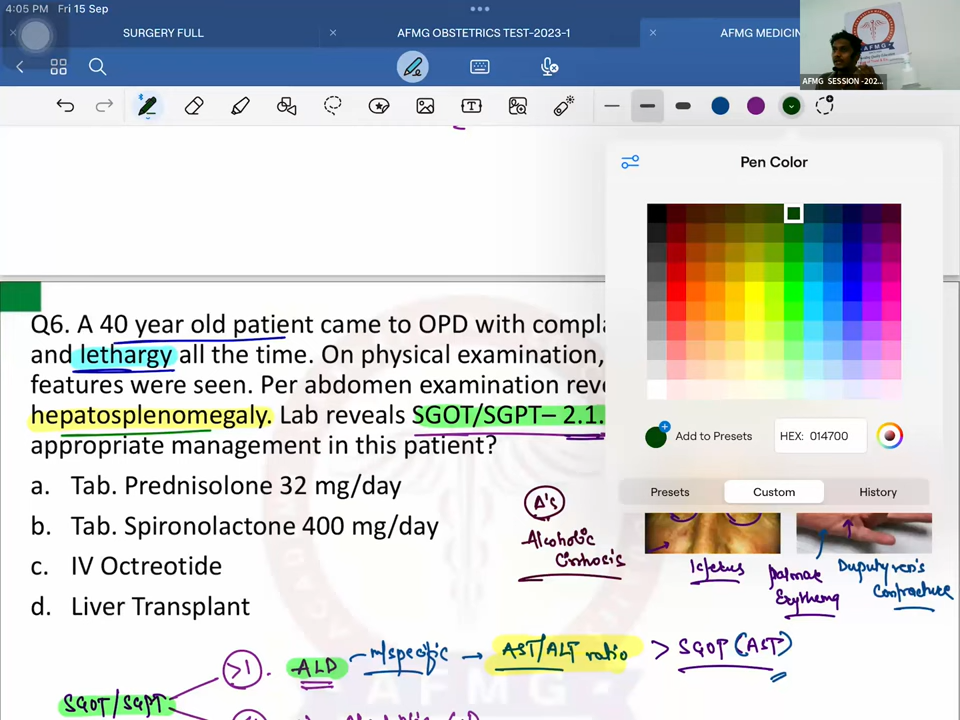 4:05 PM Fri 15 Sep
SURGERY FULL
AFMG OBSTETRICS TEST-2023-1
AFMG MEDICIN
AFMG SESSION -202...
Pen Color
Add to Presets
HEX: 014700
Presets
Custom
History
Q6. A 40 year old patient came to OPD with compla
and lethargy all the time. On physical examination,
features were seen. Per abdomen examination reve
hepatosplenomegaly. Lab reveals SGOT/SGPT– 2.1.
appropriate management in this patient?
a. Tab. Prednisolone 32 mg/day
b. Tab. Spironolactone 400 mg/day
c. IV Octreotide
d. Liver Transplant
Δ's
Alcoholic
Cirrhosis
Icterus
palmar
Erythema
Duputyren's
Contracture
SGOT/SGPT
>1 . ALD m/specific → AST/ALT ratio > SGOT (AST)
AFMG